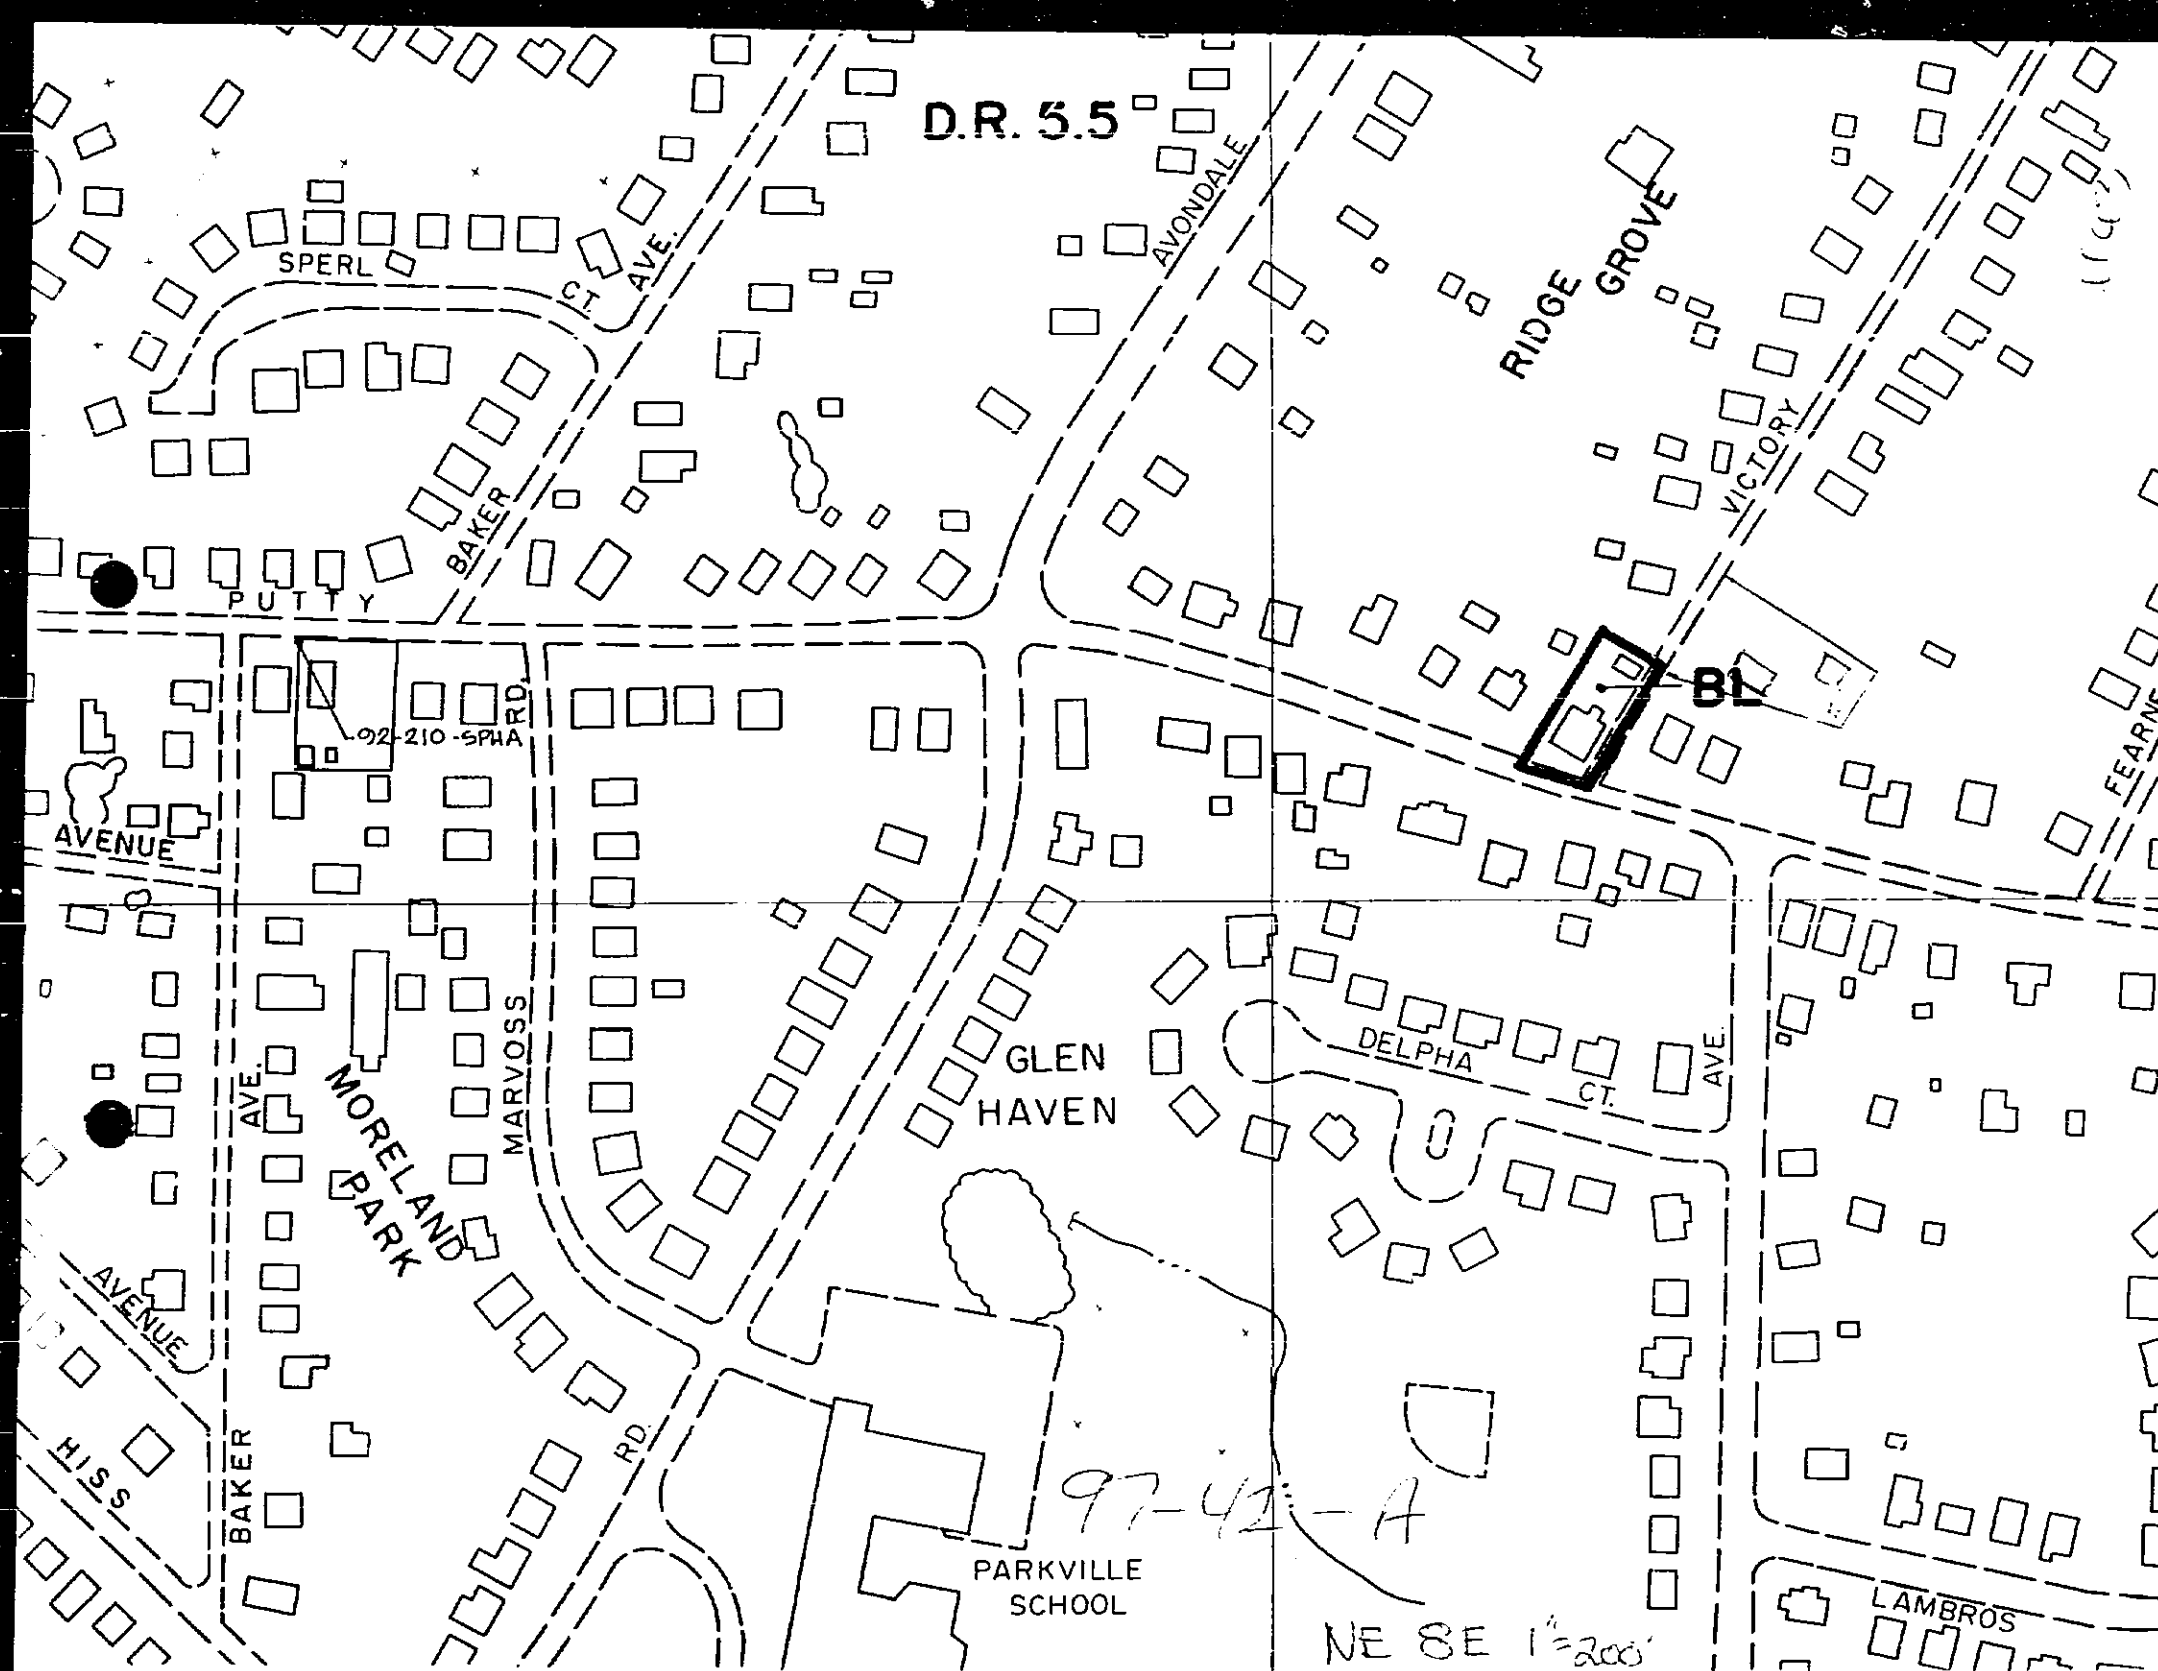 D.R. 5.5
AVONDALE
RIDGE
GROVE
SPERL
CT.
AVE.
VICTORY
BAKER
PUTTY
BL
RD.
92-210-SPHA
FEARNE
AVENUE
MARVOSS
AVE.
MORELAND
PARK
GLEN
HAVEN
DELPHA
CT.
AVE.
AVENUE
HISS
BAKER
RD.
97-42-A
PARKVILLE
SCHOOL
LAMBROS
NE 8E 1"=200'